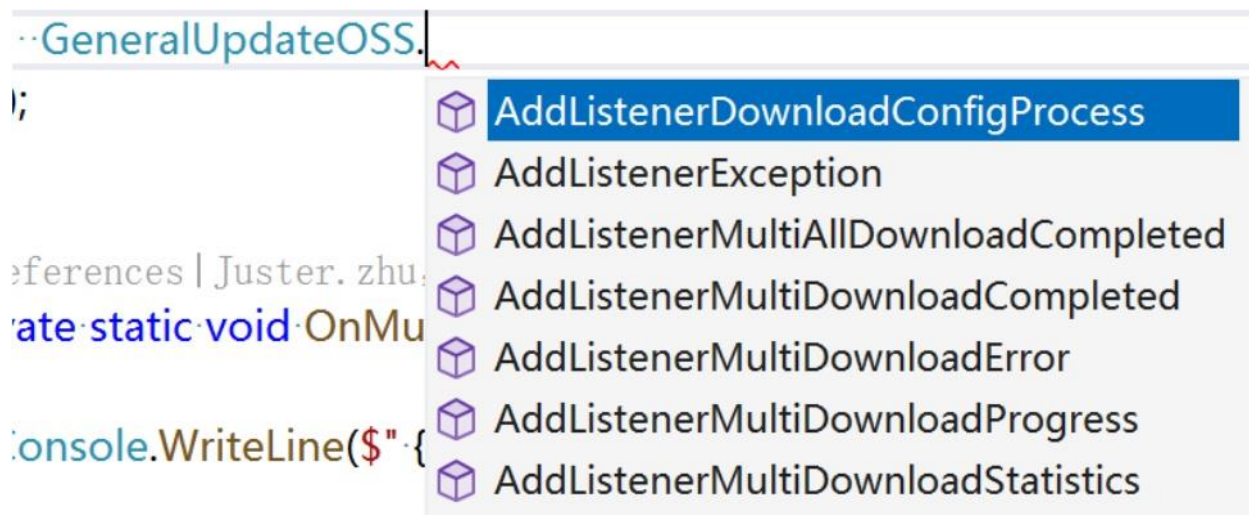 GeneralUpdateOSS.
);
AddListenerDownloadConfigProcess
AddListenerException
AddListenerMultiAllDownloadCompleted
eferences | Juster.zhu,
AddListenerMultiDownloadCompleted
ate static void OnMu
AddListenerMultiDownloadError
AddListenerMultiDownloadProgress
onsole.WriteLine($" {
AddListenerMultiDownloadStatistics